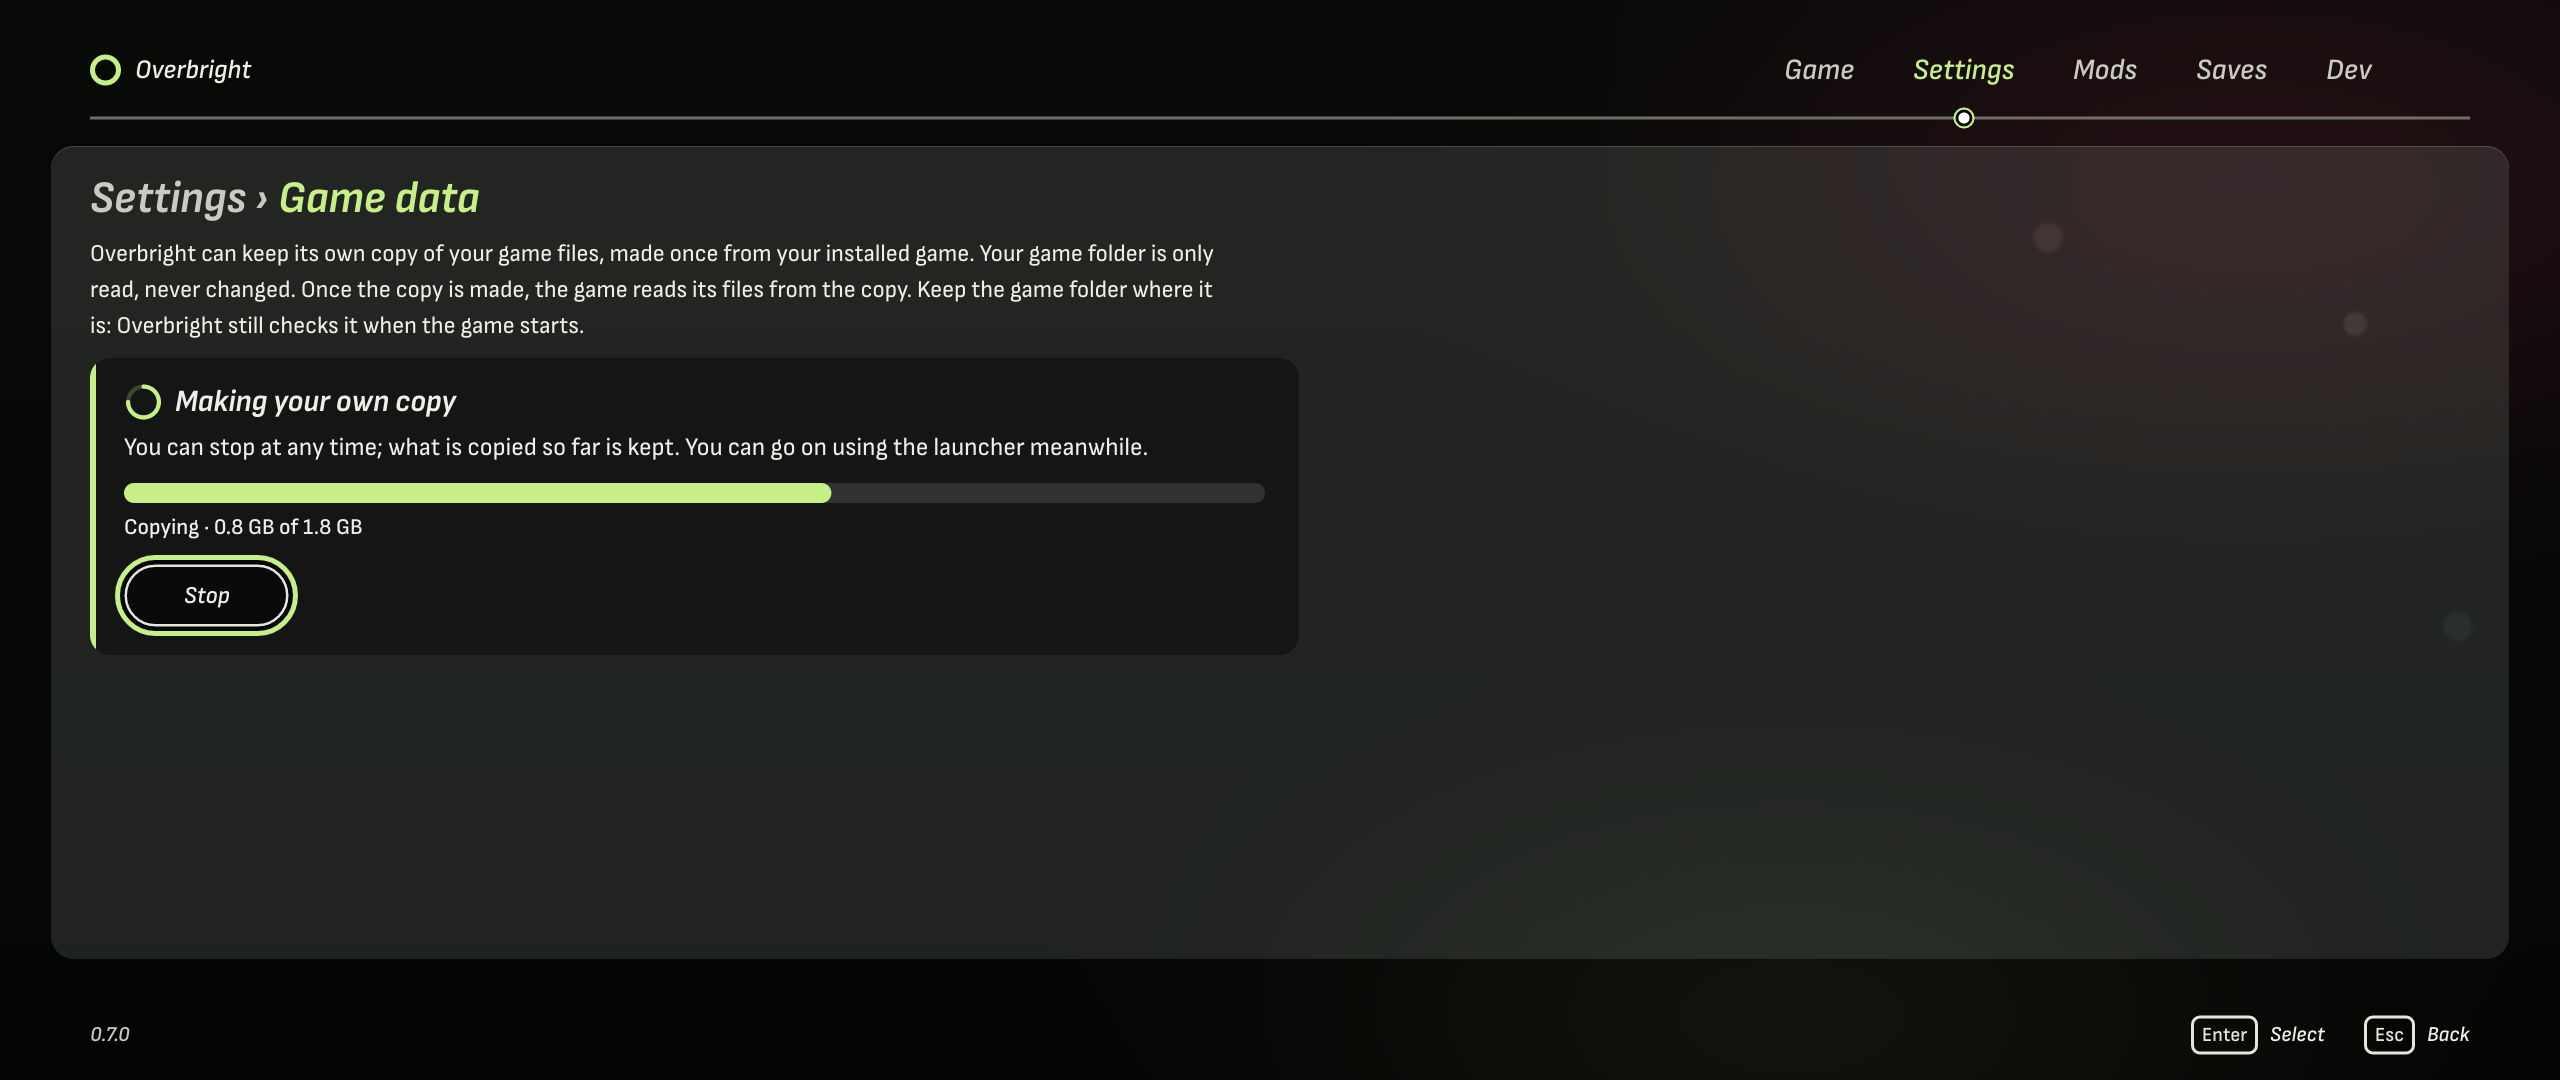 Overbright
Game Settings Mods Saves Dev
Settings › Game data
Overbright can keep its own copy of your game files, made once from your installed game. Your game folder is only
read, never changed. Once the copy is made, the game reads its files from the copy. Keep the game folder where it
is: Overbright still checks it when the game starts.
Making your own copy
You can stop at any time; what is copied so far is kept. You can go on using the launcher meanwhile.
Copying · 0.8 GB of 1.8 GB
Stop
0.7.0
Enter Select Esc Back